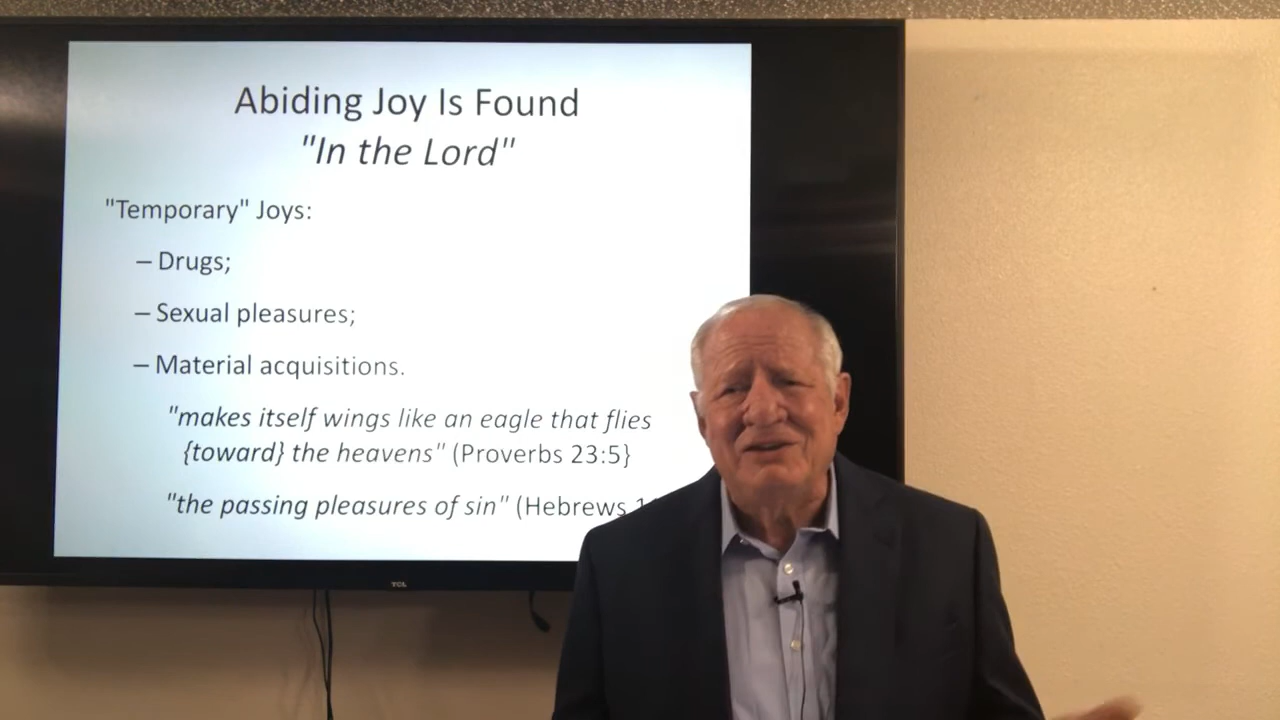 Abiding Joy Is Found
"In the Lord"
"Temporary" Joys:
– Drugs;
– Sexual pleasures;
– Material acquisitions.
"makes itself wings like an eagle that flies
{toward} the heavens" (Proverbs 23:5}
"the passing pleasures of sin" (Hebrews
TCL